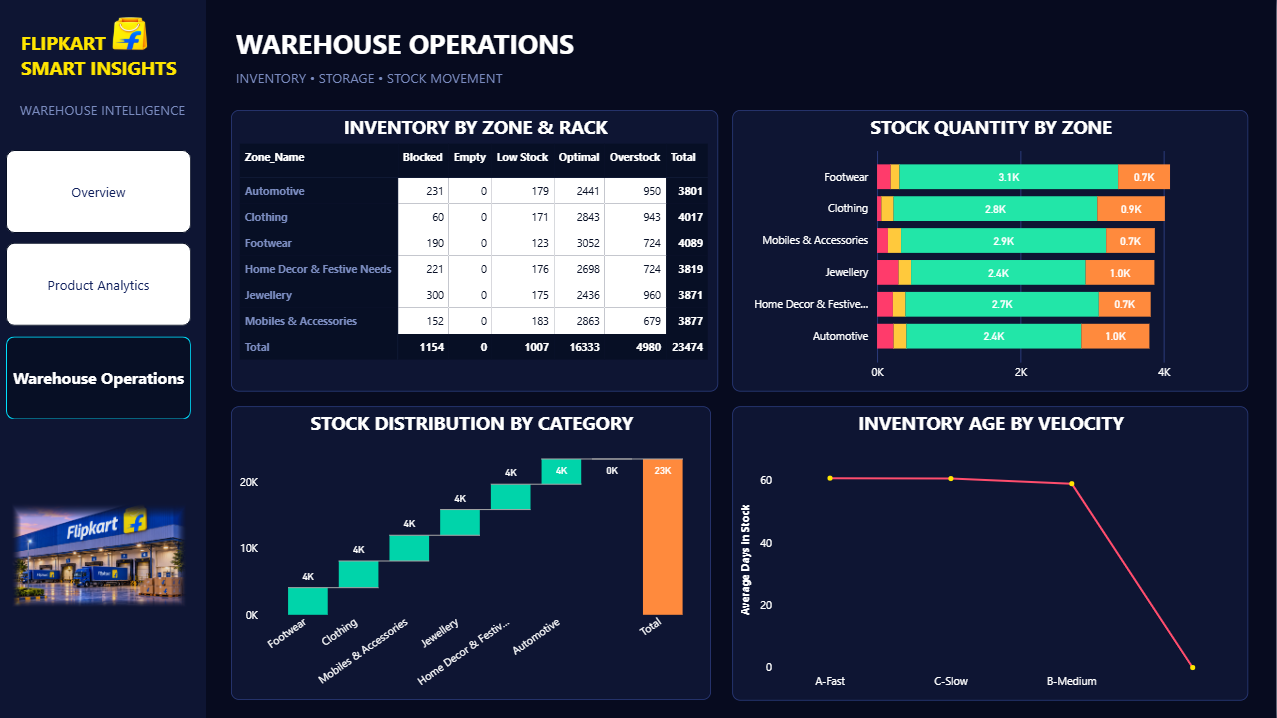 FLIPKART
SMART INSIGHTS
WAREHOUSE INTELLIGENCE
Overview
Product Analytics
Warehouse Operations
Flipkart
WAREHOUSE OPERATIONS
INVENTORY • STORAGE • STOCK MOVEMENT
INVENTORY BY ZONE & RACK
Zone_Name Blocked Empty Low Stock Optimal Overstock Total
Automotive 231 0 179 2441 950 3801
Clothing 60 0 171 2843 943 4017
Footwear 190 0 123 3052 724 4089
Home Decor & Festive Needs 221 0 176 2698 724 3819
Jewellery 300 0 175 2436 960 3871
Mobiles & Accessories 152 0 183 2863 679 3877
Total 1154 0 1007 16333 4980 23474
STOCK QUANTITY BY ZONE
Footwear 3.1K 0.7K
Clothing 2.8K 0.9K
Mobiles & Accessories 2.9K 0.7K
Jewellery 2.4K 1.0K
Home Decor & Festive... 2.7K 0.7K
Automotive 2.4K 1.0K
0K 2K 4K
STOCK DISTRIBUTION BY CATEGORY
20K
10K
0K
4K 4K 4K 4K 4K 4K 0K 23K
Footwear
Clothing
Mobiles & Accessories
Jewellery
Home Decor & Festiv...
Automotive
Total
INVENTORY AGE BY VELOCITY
Average Days in Stock
60
40
20
0
A-Fast C-Slow B-Medium